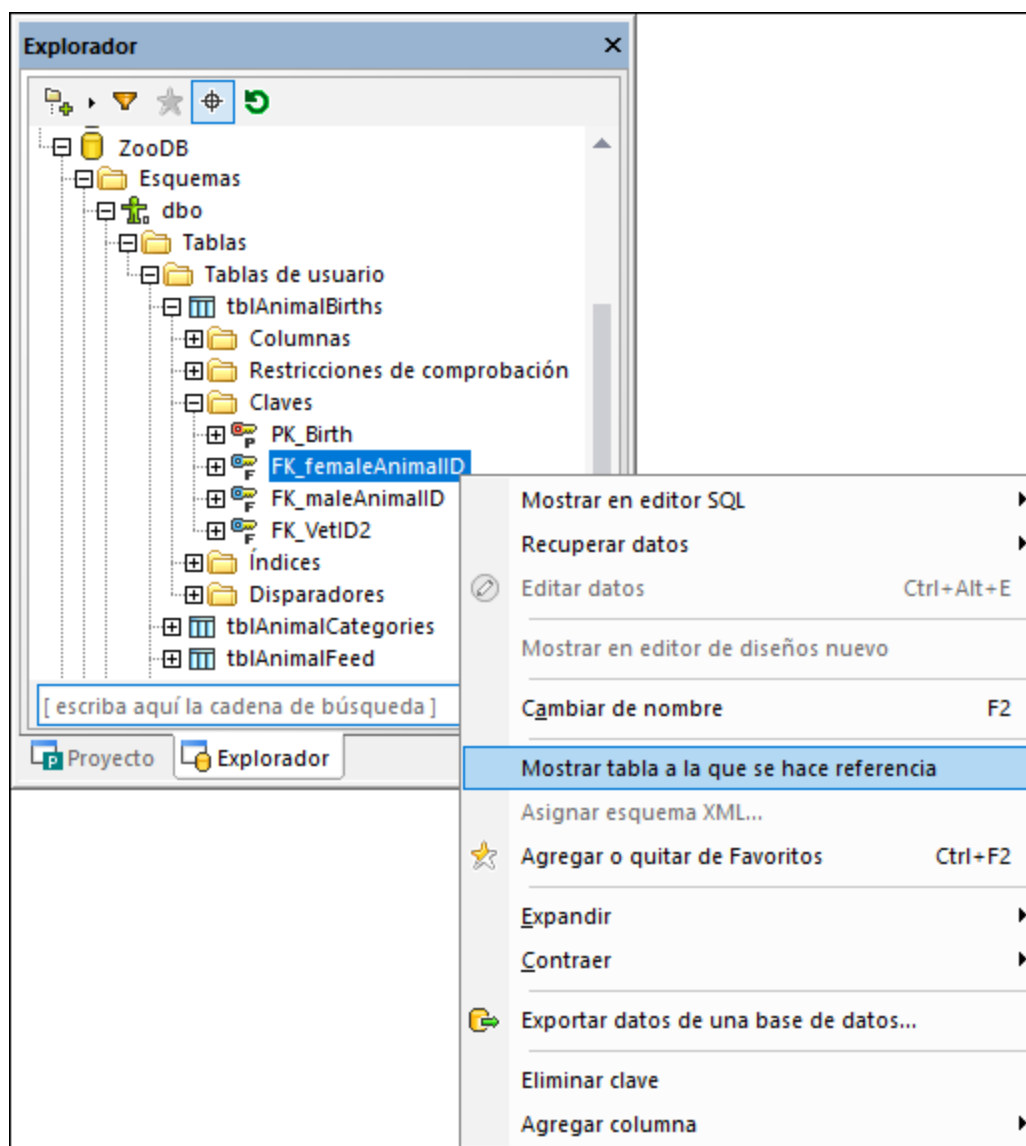 Explorador
ZooDB
Esquemas
dbo
Tablas
Tablas de usuario
tblAnimalBirths
Columnas
Restricciones de comprobación
Claves
PK_Birth
FK_femaleAnimalID
FK_maleAnimalID
FK_VetID2
Índices
Disparadores
tblAnimalCategories
tblAnimalFeed
[ escriba aquí la cadena de búsqueda ]
Proyecto Explorador
Mostrar en editor SQL
Recuperar datos
Editar datos Ctrl+Alt+E
Mostrar en editor de diseños nuevo
Cambiar de nombre F2
Mostrar tabla a la que se hace referencia
Asignar esquema XML...
Agregar o quitar de Favoritos Ctrl+F2
Expandir
Contraer
Exportar datos de una base de datos...
Eliminar clave
Agregar columna